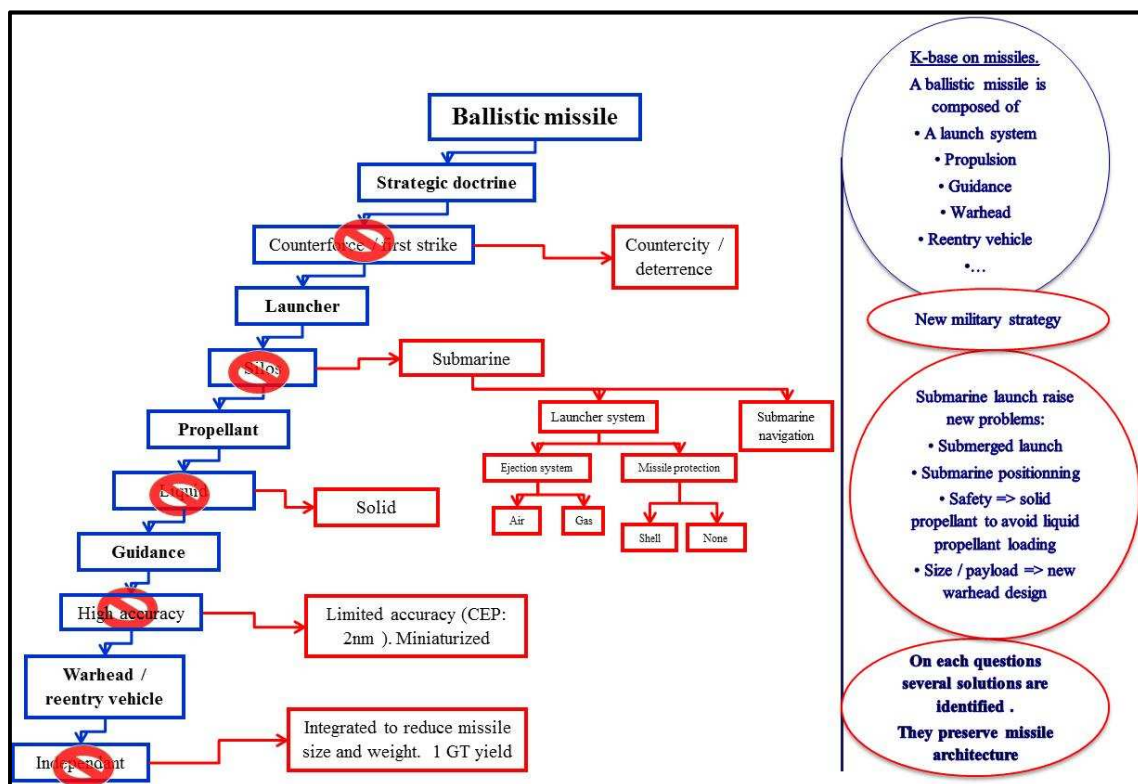 Ballistic missile
Strategic doctrine
Counterforce / first strike
Countercity /
deterrence
Launcher
Silos
Submarine
Launcher system
Submarine
navigation
Ejection system
Missile protection
Air
Gas
Shell
None
Propellant
Liquid
Solid
Guidance
High accuracy
Limited accuracy (CEP:
2nm ). Miniaturized
Warhead /
reentry vehicle
Independant
Integrated to reduce missile
size and weight. 1 GT yield
K-base on missiles.
A ballistic missile is
composed of
• A launch system
• Propulsion
• Guidance
• Warhead
• Reentry vehicle
•…
New military strategy
Submarine launch raise
new problems:
• Submerged launch
• Submarine positionning
• Safety => solid
propellant to avoid liquid
propellant loading
• Size / payload => new
warhead design
On each questions
several solutions are
identified .
They preserve missile
architecture